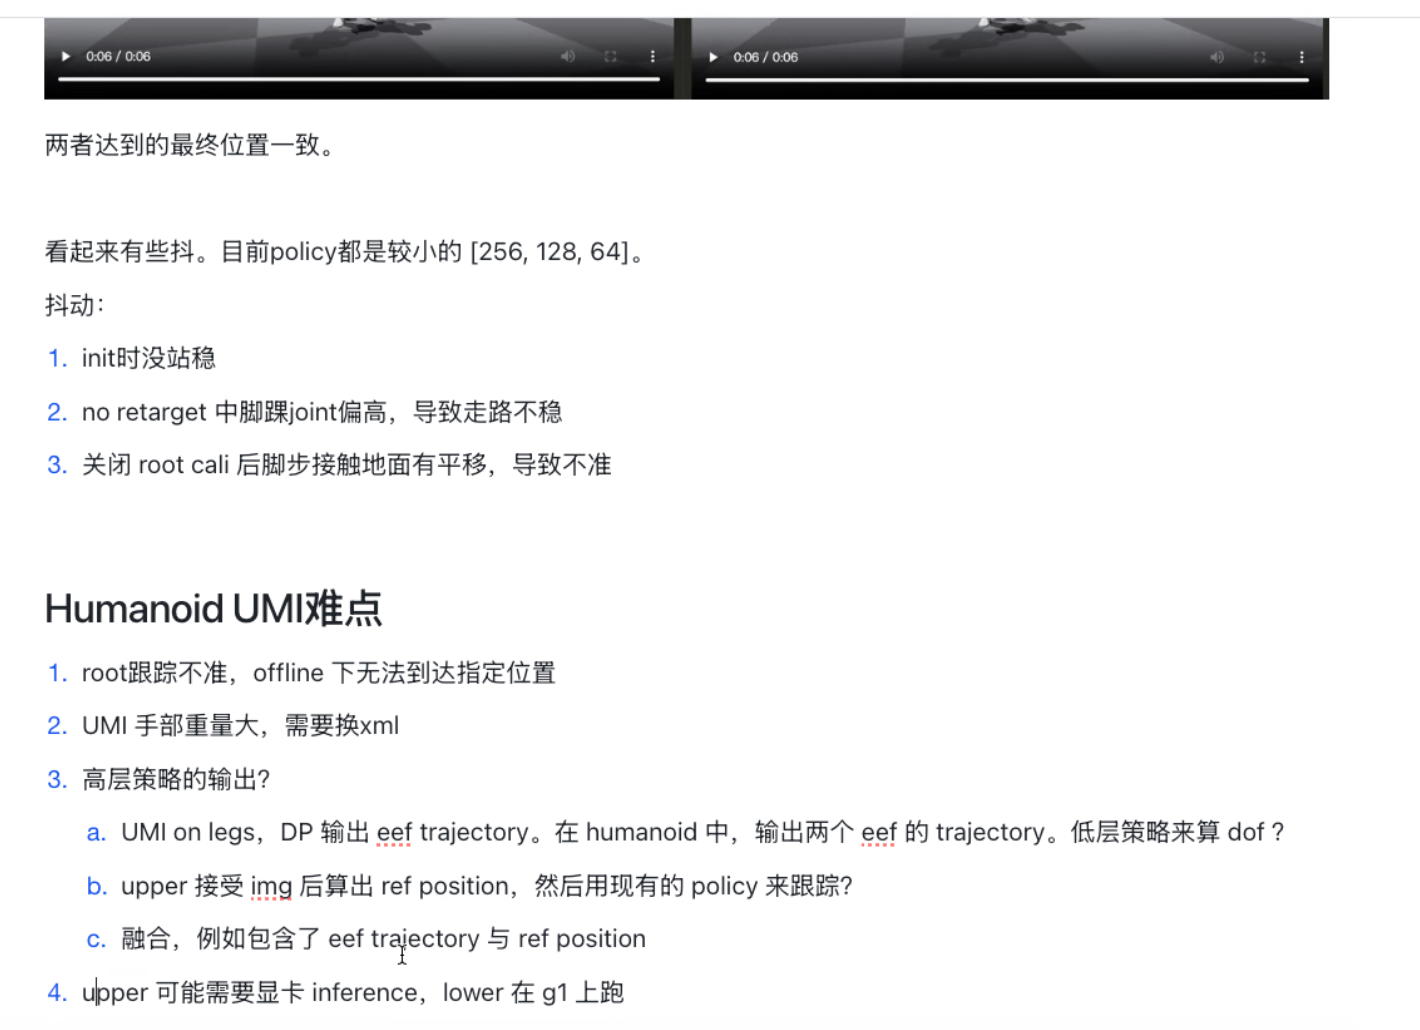 0:06 / 0:06
0:06 / 0:06
两者达到的最终位置一致。
看起来有些抖。目前policy都是较小的 [256, 128, 64]。
抖动：
1. init时没站稳
2. no retarget 中脚踝joint偏高，导致走路不稳
3. 关闭 root cali 后脚步接触地面有平移，导致不准
Humanoid UMI难点
1. root跟踪不准，offline 下无法到达指定位置
2. UMI 手部重量大，需要换xml
3. 高层策略的输出?
a. UMI on legs，DP 输出 eef trajectory。在 humanoid 中，输出两个 eef 的 trajectory。低层策略来算 dof ?
b. upper 接受 img 后算出 ref position，然后用现有的 policy 来跟踪?
c. 融合，例如包含了 eef trajectory 与 ref position
4. upper 可能需要显卡 inference，lower 在 g1 上跑